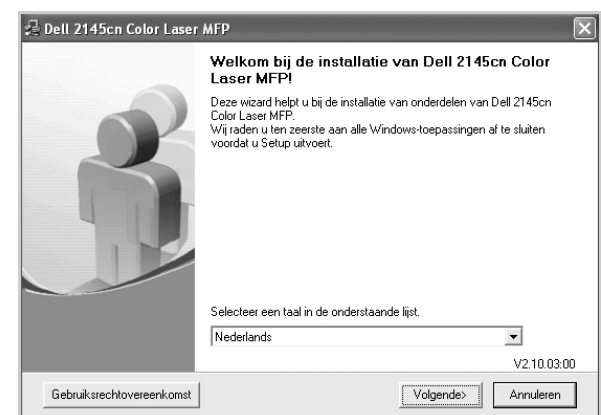 Dell 2145cn Color Laser MFP
Welkom bij de installatie van Dell 2145cn Color
Laser MFP!
Deze wizard helpt u bij de installatie van onderdelen van Dell 2145cn
Color Laser MFP.
Wij raden u ten zeerste aan alle Windows-toepassingen af te sluiten
voordat u Setup uitvoert.
Selecteer een taal in de onderstaande lijst.
Nederlands
V2.10.03:00
Gebruiksrechtovereenkomst
Volgende>
Annuleren